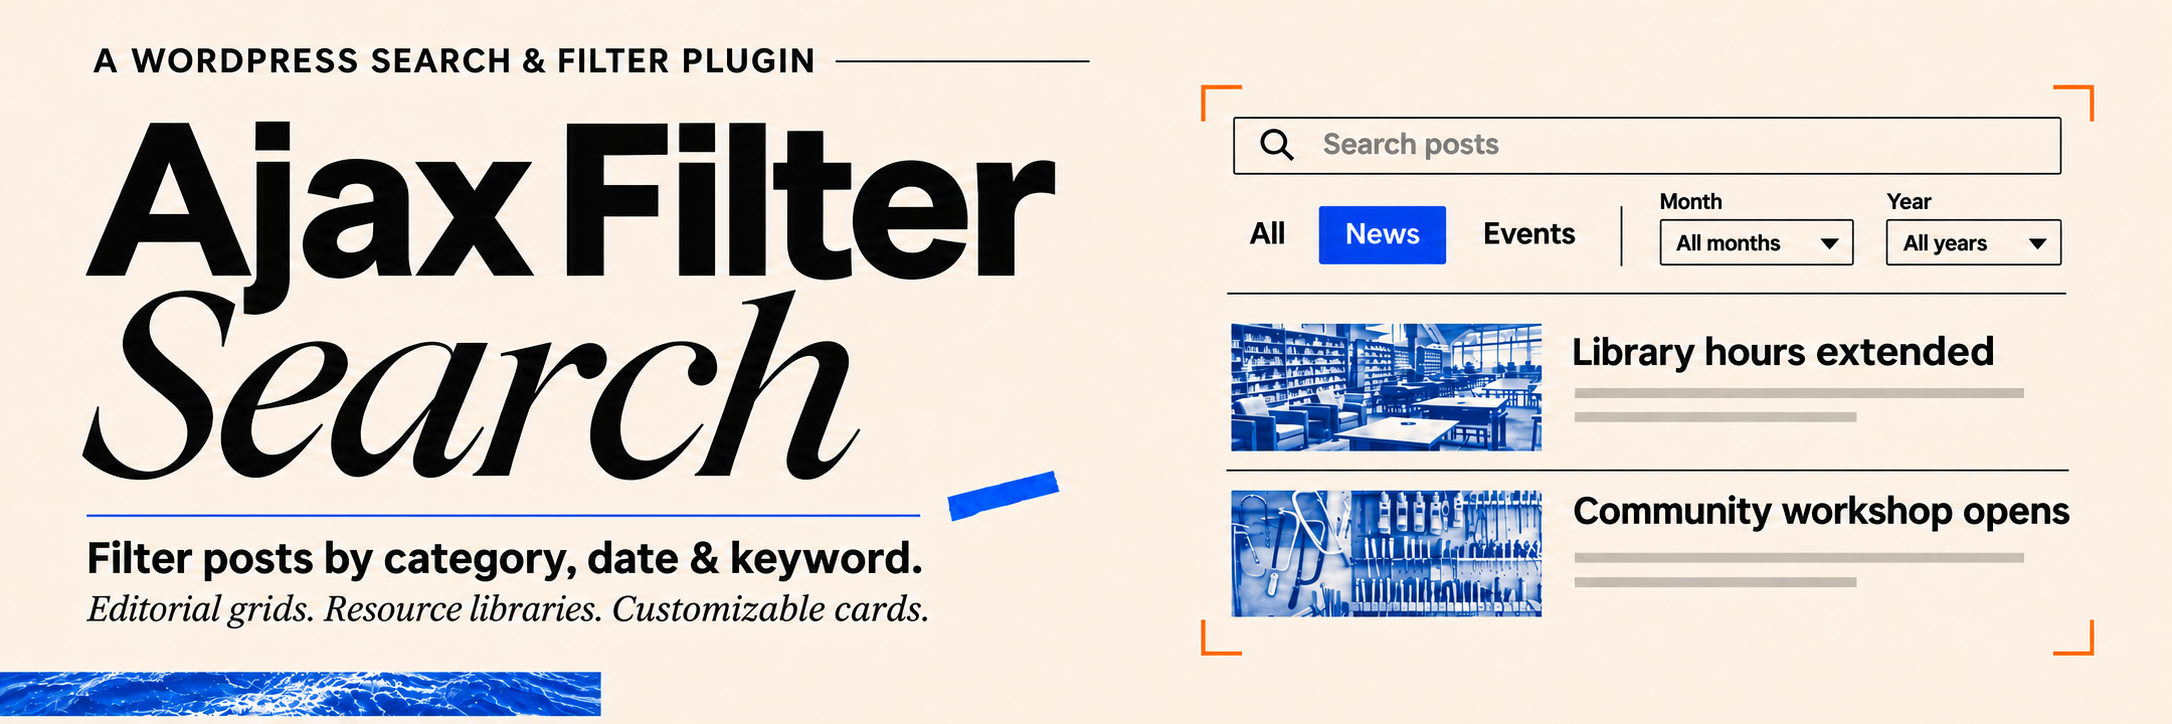 A WORDPRESS SEARCH & FILTER PLUGIN
Ajax Filter
Search
Filter posts by category, date & keyword.
Editorial grids. Resource libraries. Customizable cards.
Search posts
All
News
Events
Month
All months
Year
All years
Library hours extended
Community workshop opens